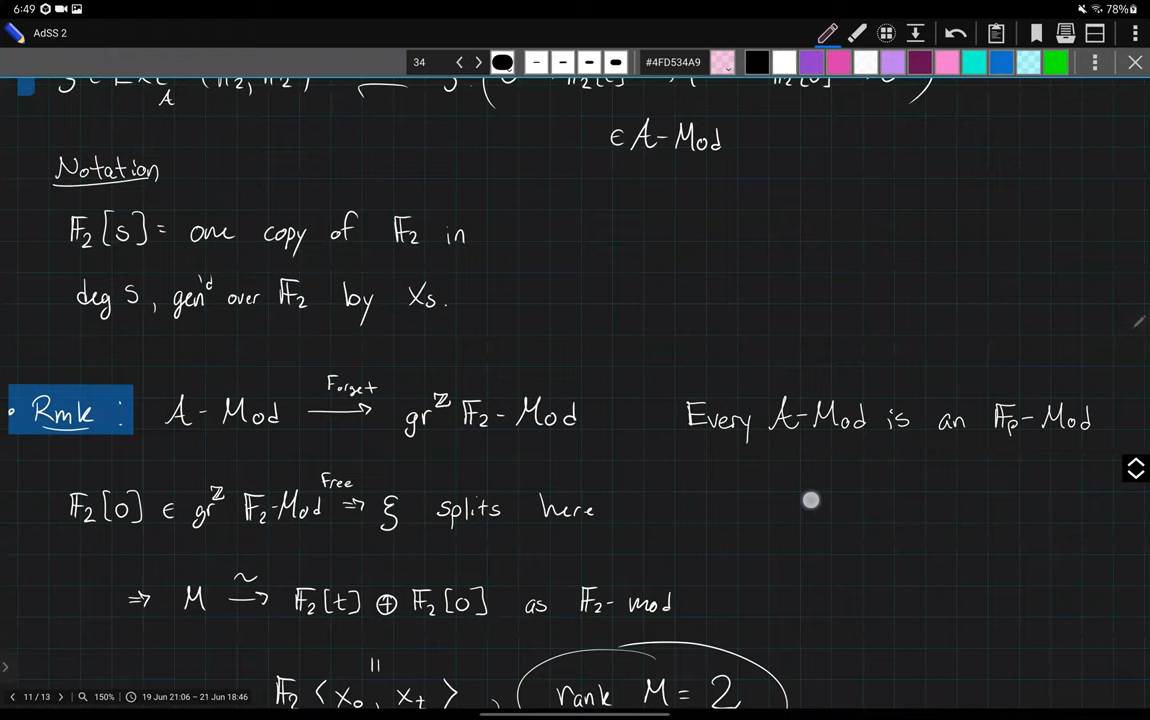 6:49
78%
AdSS 2
34
#4FD534A9
A
∈ A-Mod
Notation
𝔽₂[s] = one copy of 𝔽₂ in
deg s, gen'd over 𝔽₂ by xₛ.
• Rmk: A-Mod —Forget→ gr^ℤ 𝔽₂-Mod
Every A-Mod is an 𝔽ₚ-Mod
𝔽₂[0] ∈ gr^ℤ 𝔽₂-Mod^Free ⇒ ξ splits here
⇒ M →~ 𝔽₂[t] ⊕ 𝔽₂[0] as 𝔽₂-mod
||
𝔽₂⟨x₀, xₜ⟩, rank M = 2
11 / 13
150%
19 Jun 21:06 - 21 Jun 18:46